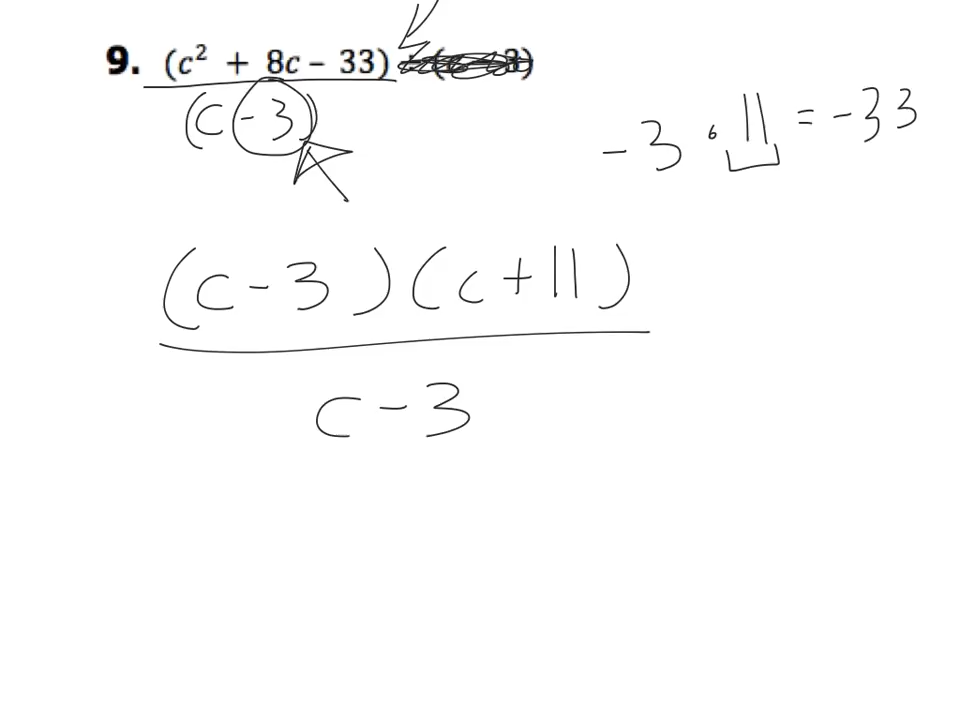 9. (c² + 8c − 33)
(c -3)
-3 · 11 = -33
(c-3)(c+11)
c-3